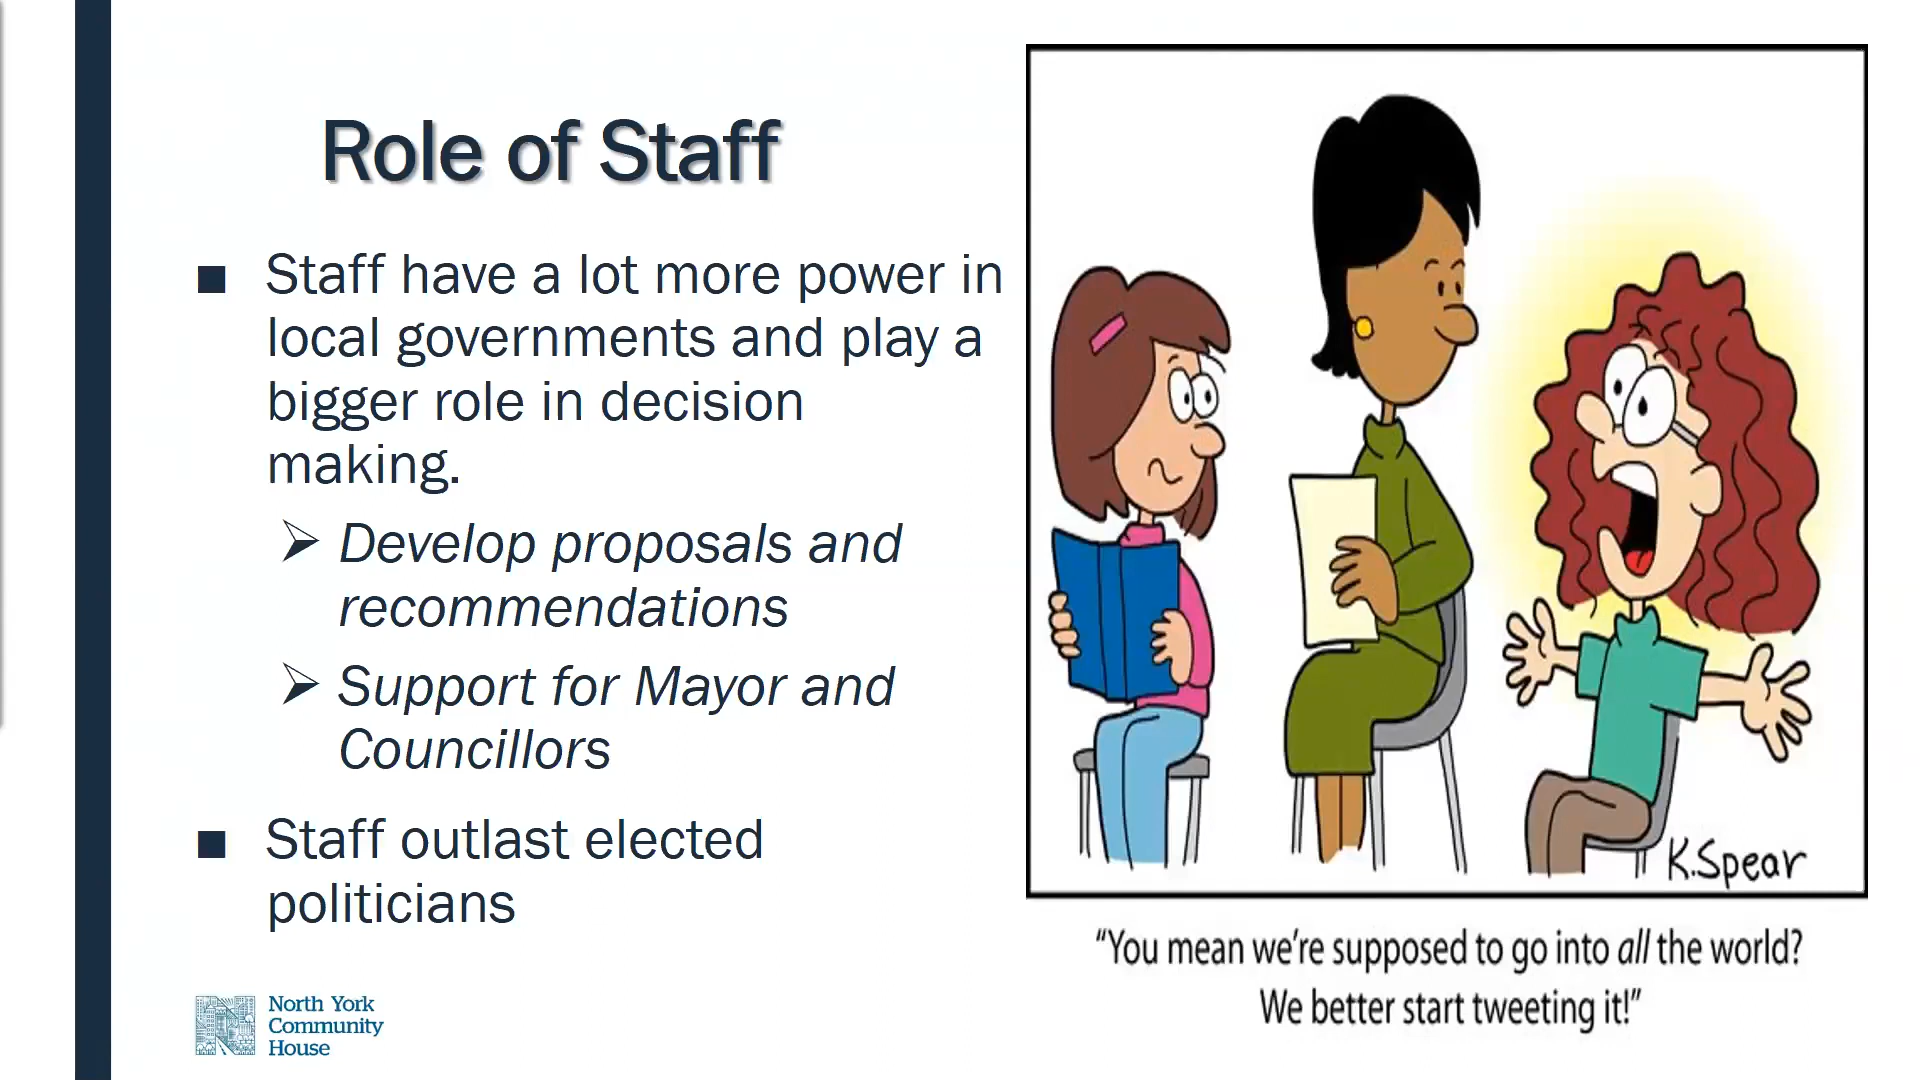 Role of Staff
■ Staff have a lot more power in
local governments and play a
bigger role in decision
making.
➢ Develop proposals and
recommendations
➢ Support for Mayor and
Councillors
■ Staff outlast elected
politicians
North York
Community
House
K.Spear
“You mean we’re supposed to go into all the world?
We better start tweeting it!”